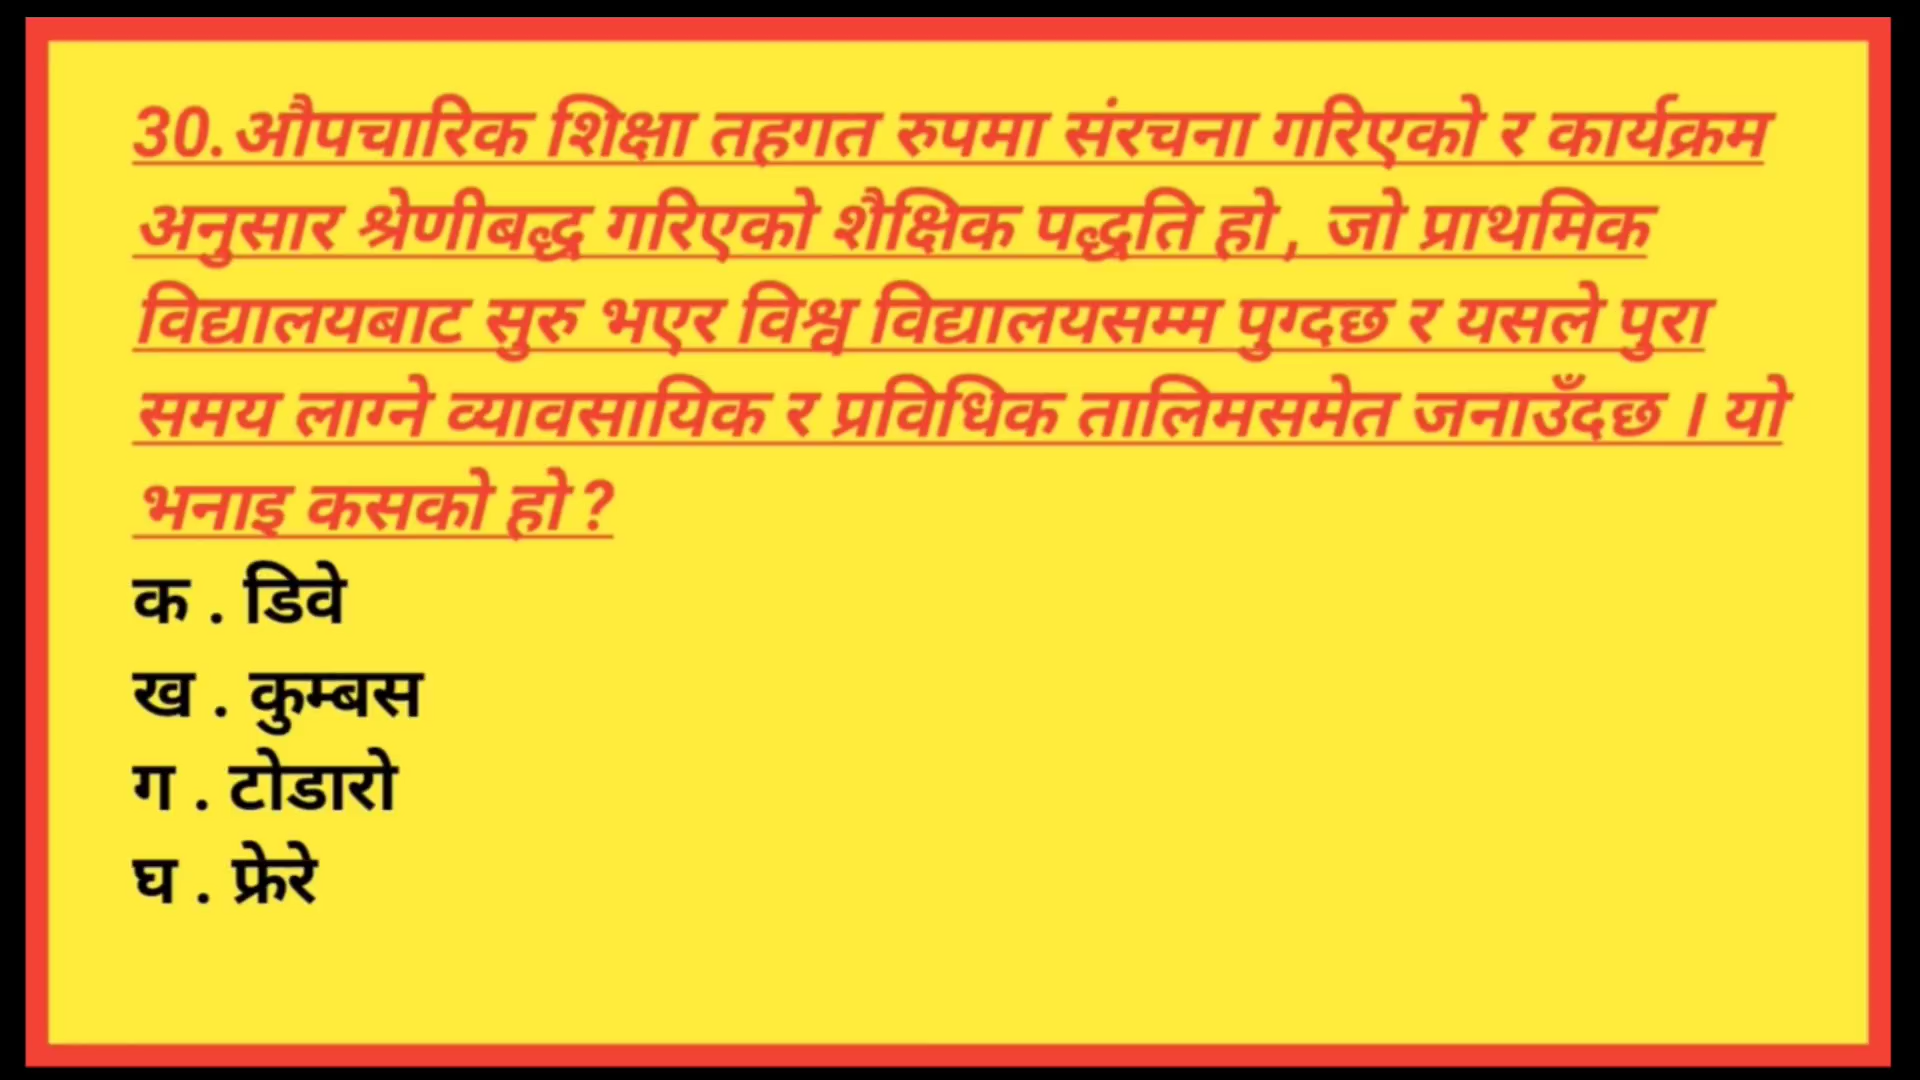 30.औपचारिक शिक्षा तहगत रुपमा संरचना गरिएको र कार्यक्रम
अनुसार श्रेणीबद्ध गरिएको शैक्षिक पद्धति हो , जो प्राथमिक
विद्यालयबाट सुरु भएर विश्व विद्यालयसम्म पुग्दछ र यसले पुरा
समय लाग्ने व्यावसायिक र प्रविधिक तालिमसमेत जनाउँदछ । यो
भनाइ कसको हो ?
क . डिवे
ख . कुम्बस
ग . टोडारो
घ . फ्रेरे